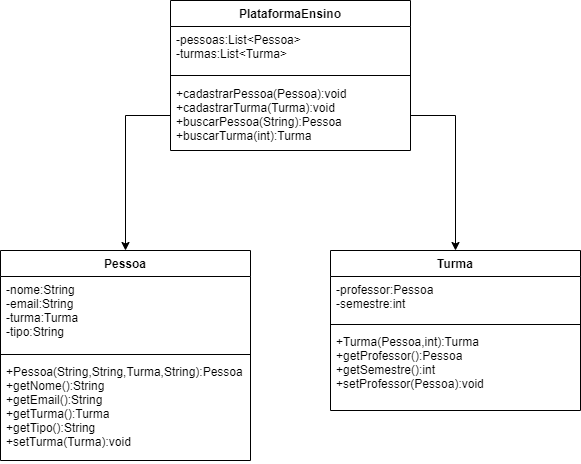 PlataformaEnsino
-pessoas:List<Pessoa>
-turmas:List<Turma>
+cadastrarPessoa(Pessoa):void
+cadastrarTurma(Turma):void
+buscarPessoa(String):Pessoa
+buscarTurma(int):Turma
Pessoa
-nome:String
-email:String
-turma:Turma
-tipo:String
+Pessoa(String,String,Turma,String):Pessoa
+getNome():String
+getEmail():String
+getTurma():Turma
+getTipo():String
+setTurma(Turma):void
Turma
-professor:Pessoa
-semestre:int
+Turma(Pessoa,int):Turma
+getProfessor():Pessoa
+getSemestre():int
+setProfessor(Pessoa):void